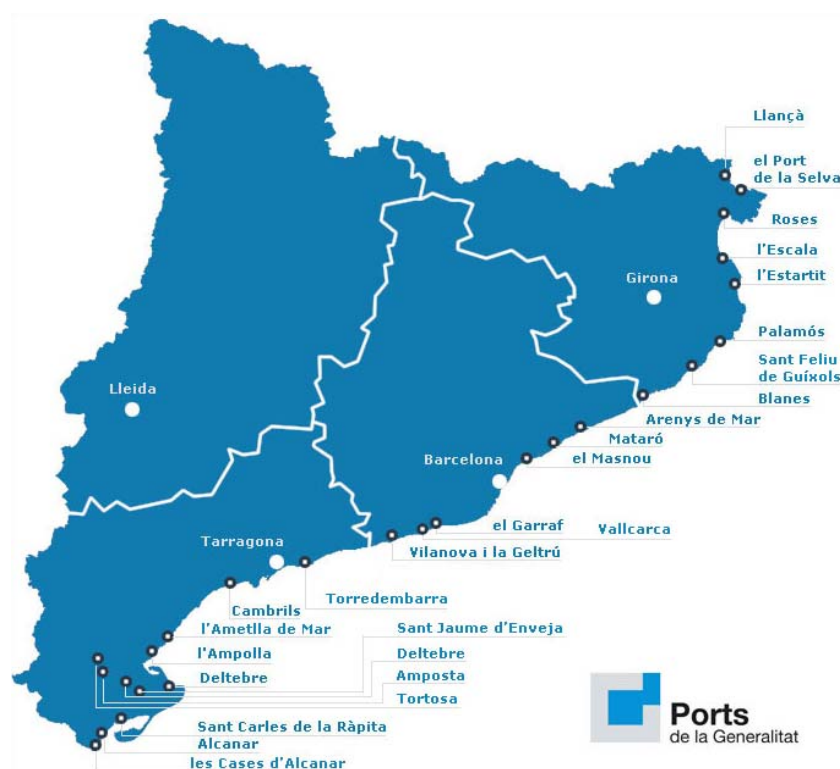 Llançà
el Port
de la Selva
Roses
l'Escala
l'Estartit
Girona
Palamós
Sant Feliu
de Guíxols
Lleida
Blanes
Arenys de Mar
Mataró
Barcelona
el Masnou
el Garraf
Vallcarca
Tarragona
Vilanova i la Geltrú
Torredembarra
Cambrils
l'Ametlla de Mar
Sant Jaume d'Enveja
l'Ampolla
Deltebre
Deltebre
Amposta
Tortosa
Sant Carles de la Ràpita
Alcanar
les Cases d'Alcanar
Ports
de la Generalitat